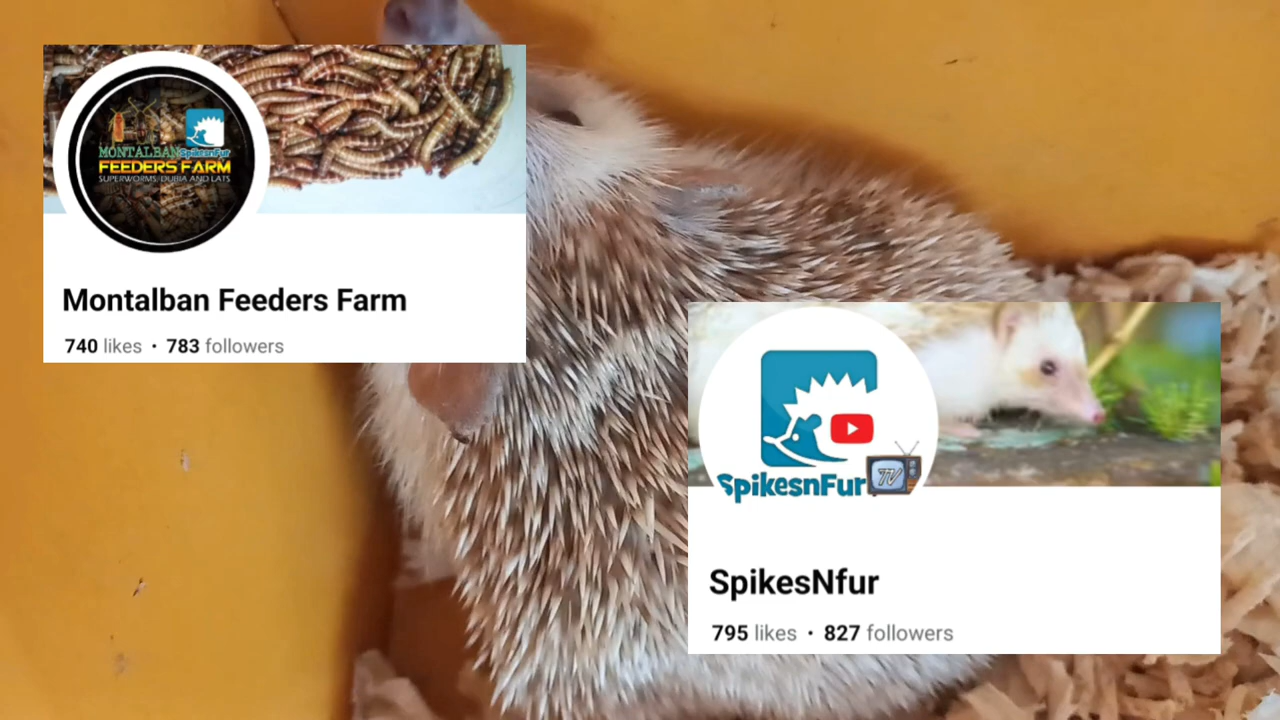 MONTALBAN SpikesnFur
FEEDERS FARM
SUPERWORMS, DUBIA AND LATS
Montalban Feeders Farm
740 likes · 783 followers
SpikesnFur TV
SpikesNfur
795 likes · 827 followers